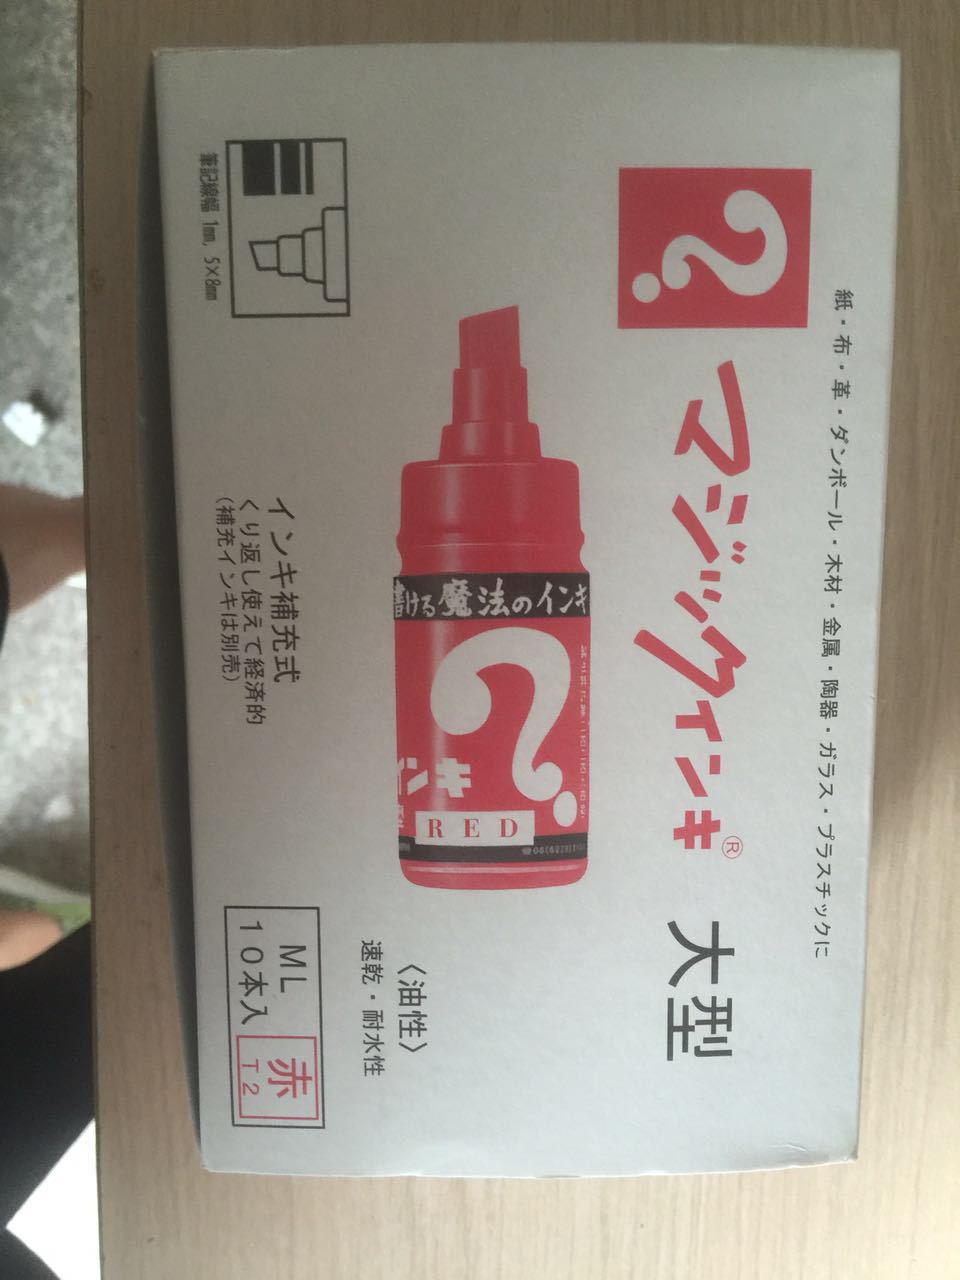 紙・布・革・ダンボール・木材・金属・陶器・ガラス・プラスチックに
?
マジックインキ® 大型
筆記線幅 1mm, 5×8mm
書ける魔法のインキ
?
ンキ
RED
インキ補充式
くり返し使えて経済的
(補充インキは別売)
〈油性〉
速乾・耐水性
ML
10本入
赤
T2